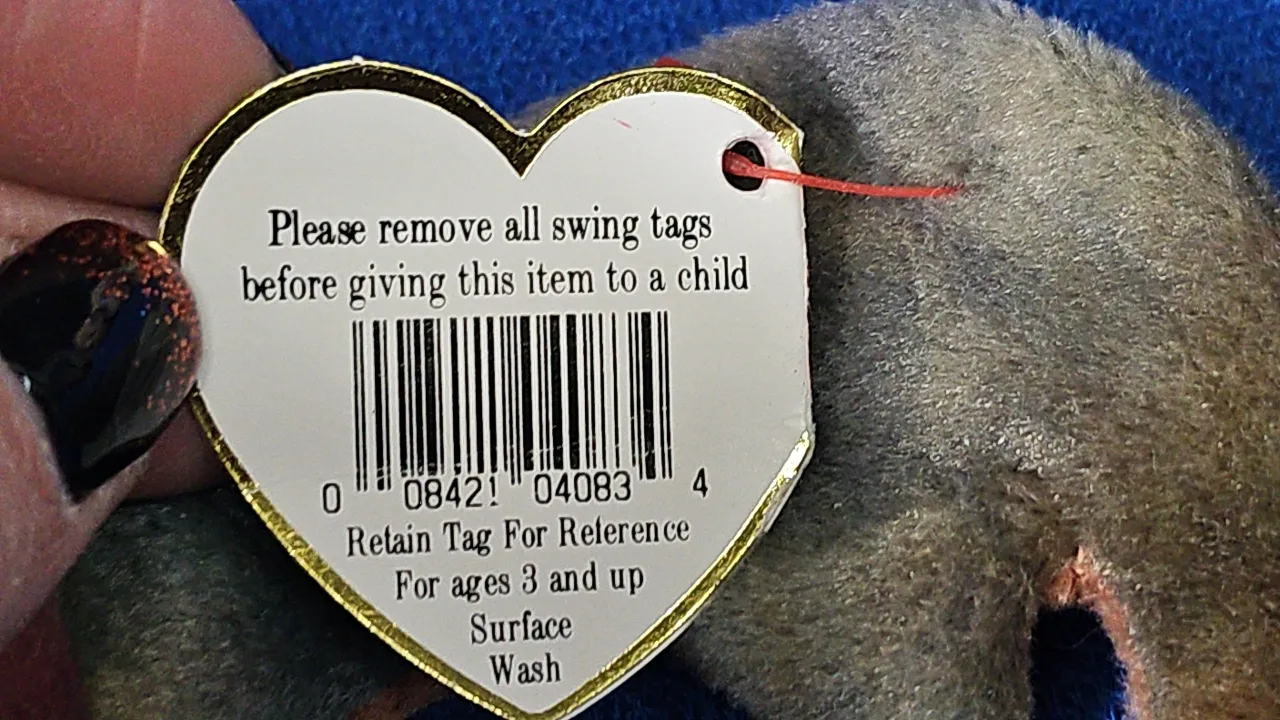 Please remove all swing tags
before giving this item to a child
0 08421 04083 4
Retain Tag For Reference
For ages 3 and up
Surface
Wash